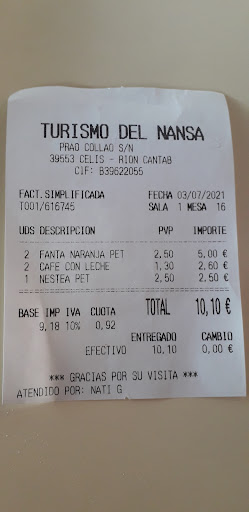 TURISMO DEL NANSA
PRAO COLLAO S/N
39553 CELIS - RION CANTAB
CIF: B39622055
FACT.SIMPLIFICADA FECHA 03/07/2021
T001/616745 SALA 1 MESA 16
UDS DESCRIPCION PVP IMPORTE
2 FANTA NARANJA PET 2,50 5,00 €
2 CAFE CON LECHE 1,30 2,60 €
1 NESTEA PET 2,50 2,50 €
BASE IMP IVA CUOTA TOTAL 10,10 €
9,18 10% 0,92
ENTREGADO CAMBIO
EFECTIVO 10,10 0,00 €
*** GRACIAS POR SU VISITA ***
ATENDIDO POR: NATI G